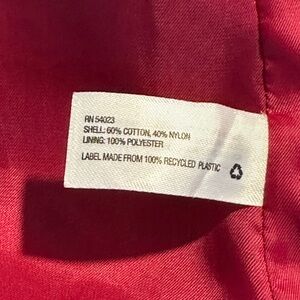 RN 54023
SHELL: 60% COTTON, 40% NYLON
LINING: 100% POLYESTER
LABEL MADE FROM 100% RECYCLED PLASTIC